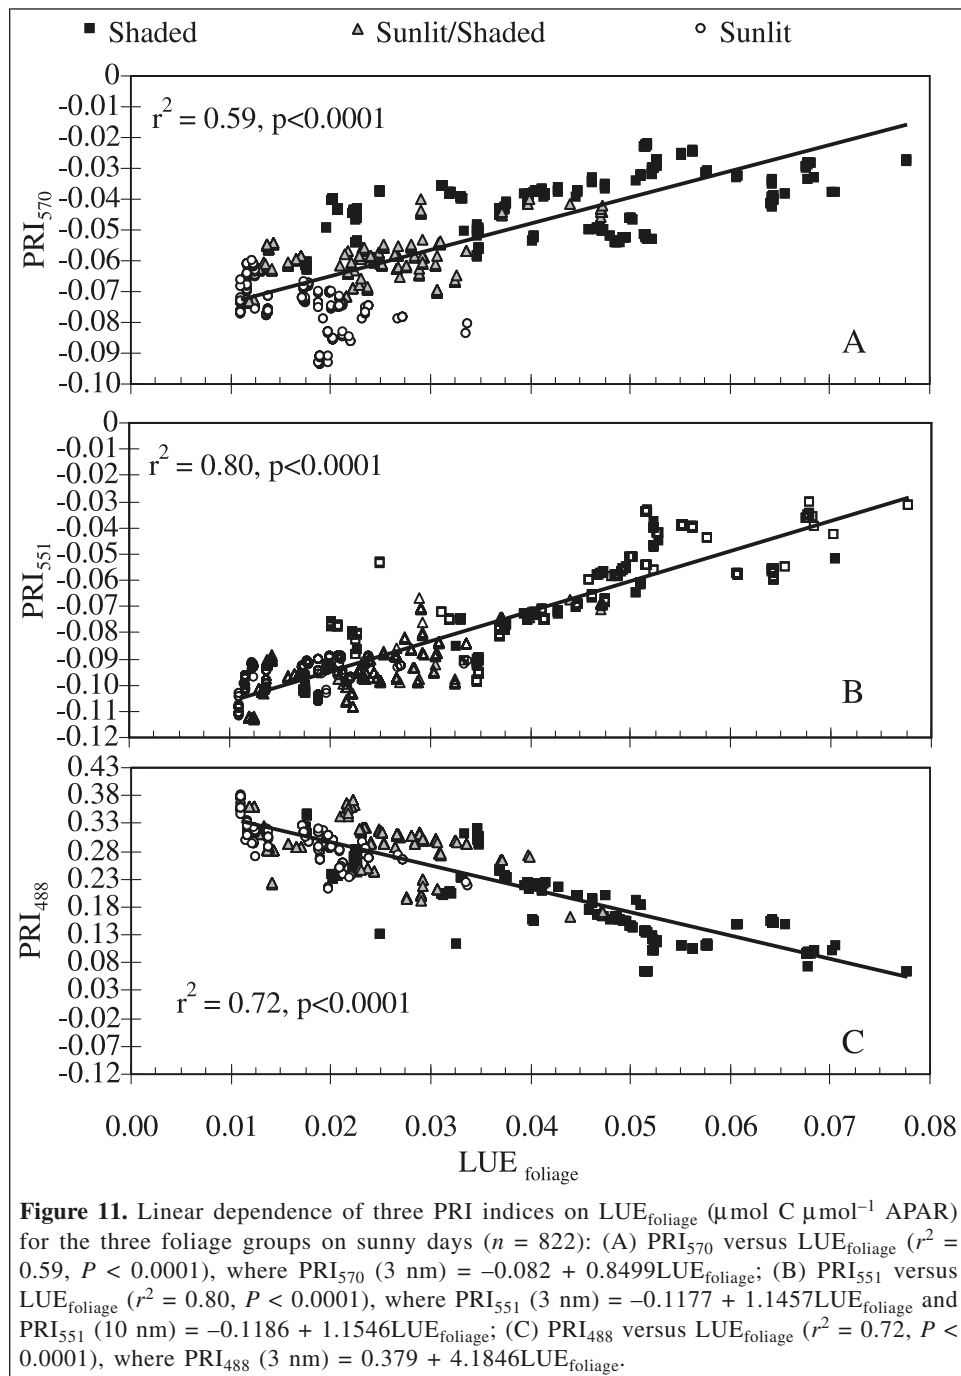 ■ Shaded ▲ Sunlit/Shaded ○ Sunlit
0
-0.01
-0.02
-0.03
-0.04
-0.05
-0.06
-0.07
-0.08
-0.09
-0.10
PRI570
r2 = 0.59, p<0.0001
A
0
-0.01
-0.02
-0.03
-0.04
-0.05
-0.06
-0.07
-0.08
-0.09
-0.10
-0.11
-0.12
PRI551
r2 = 0.80, p<0.0001
B
0.43
0.38
0.33
0.28
0.23
0.18
0.13
0.08
0.03
-0.02
-0.07
-0.12
PRI488
r2 = 0.72, p<0.0001
C
0.00 0.01 0.02 0.03 0.04 0.05 0.06 0.07 0.08
LUE foliage
Figure 11. Linear dependence of three PRI indices on LUEfoliage (μmol C μmol–1 APAR)
for the three foliage groups on sunny days (n = 822): (A) PRI570 versus LUEfoliage (r2 =
0.59, P < 0.0001), where PRI570 (3 nm) = –0.082 + 0.8499LUEfoliage; (B) PRI551 versus
LUEfoliage (r2 = 0.80, P < 0.0001), where PRI551 (3 nm) = –0.1177 + 1.1457LUEfoliage and
PRI551 (10 nm) = –0.1186 + 1.1546LUEfoliage; (C) PRI488 versus LUEfoliage (r2 = 0.72, P <
0.0001), where PRI488 (3 nm) = 0.379 + 4.1846LUEfoliage.